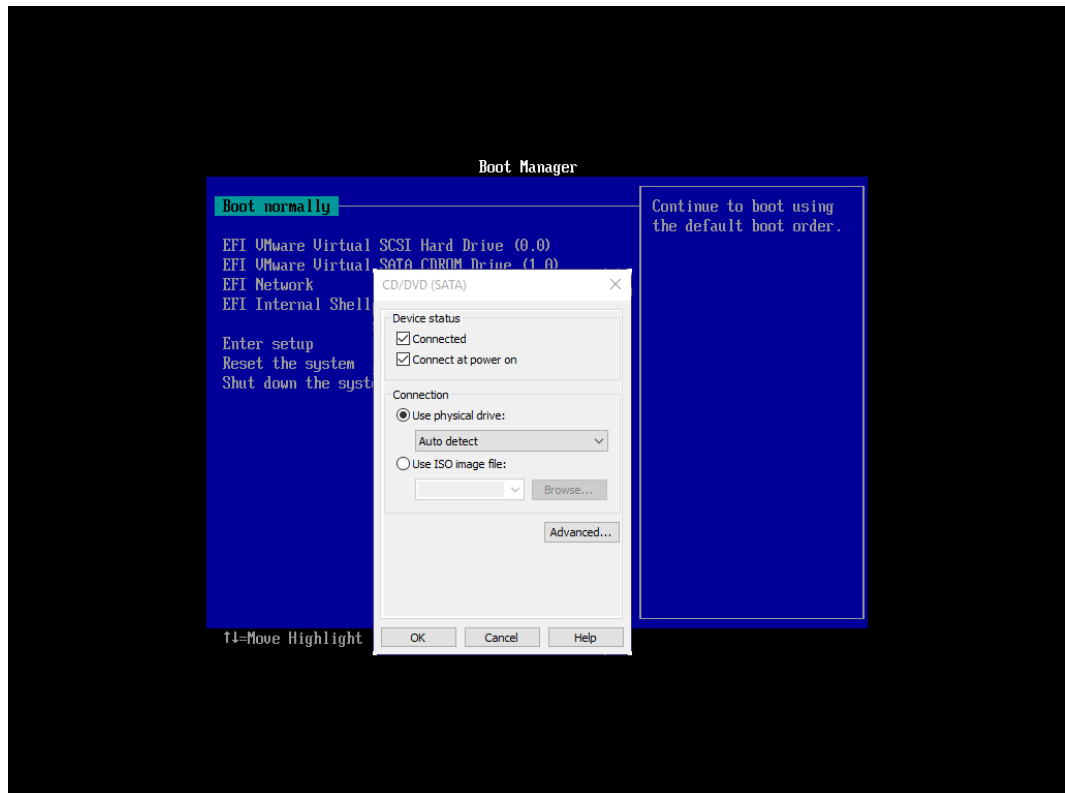 Boot Manager
Boot normally
Continue to boot using
the default boot order.
EFI VMware Virtual SCSI Hard Drive (0.0)
EFI VMware Virtual SATA CDROM Drive (1.0)
EFI Network
EFI Internal Shell
Enter setup
Reset the system
Shut down the syst
↑↓=Move Highlight
CD/DVD (SATA)
Device status
Connected
Connect at power on
Connection
Use physical drive:
Auto detect
Use ISO image file:
Browse...
Advanced...
OK Cancel Help